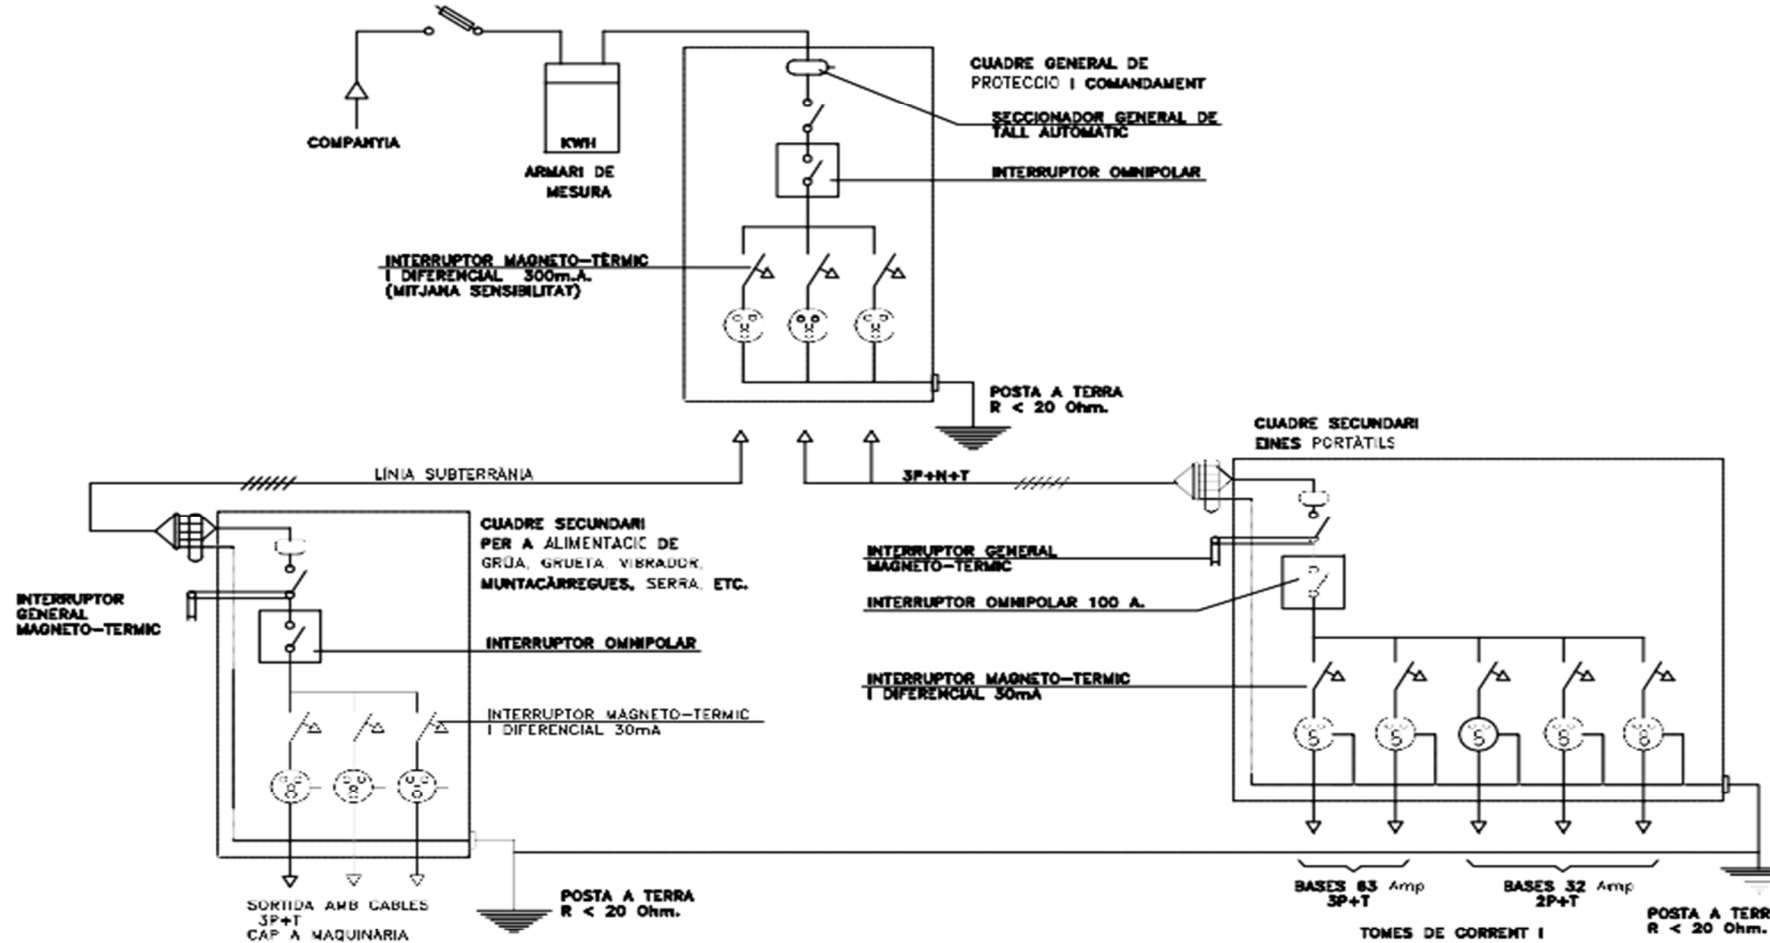 COMPANYIA
KWH
ARMARI DE
MESURA
CUADRE GENERAL DE
PROTECCIO I COMANDAMENT
SECCIONADOR GENERAL DE
TALL AUTOMATIC
INTERRUPTOR OMNIPOLAR
INTERRUPTOR MAGNETO-TÈRMIC
I DIFERENCIAL 300m.A.
(MITJANA SENSIBILITAT)
POSTA A TERRA
R < 20 Ohm.
LÍNIA SUBTERRÀNIA
3P+N+T
CUADRE SECUNDARI
EINES PORTÀTILS
CUADRE SECUNDARI
PER A ALIMENTACIC DE
GRÚA, GRUETA, VIBRADOR,
MUNTACÀRREGUES, SERRA, ETC.
INTERRUPTOR
GENERAL
MAGNETO-TERMIC
INTERRUPTOR OMNIPOLAR
INTERRUPTOR MAGNETO-TERMIC
I DIFERENCIAL 30mA
INTERRUPTOR GENERAL
MAGNETO-TERMIC
INTERRUPTOR OMNIPOLAR 100 A.
INTERRUPTOR MAGNETO-TERMIC
I DIFERENCIAL 30mA
SORTIDA AMB CABLES
3P+T
CAP A MAQUINÀRIA
POSTA A TERRA
R < 20 Ohm.
BASES 63 Amp
3P+T
BASES 32 Amp
2P+T
TOMES DE CORRENT I
POSTA A TERR
R < 20 Ohm.